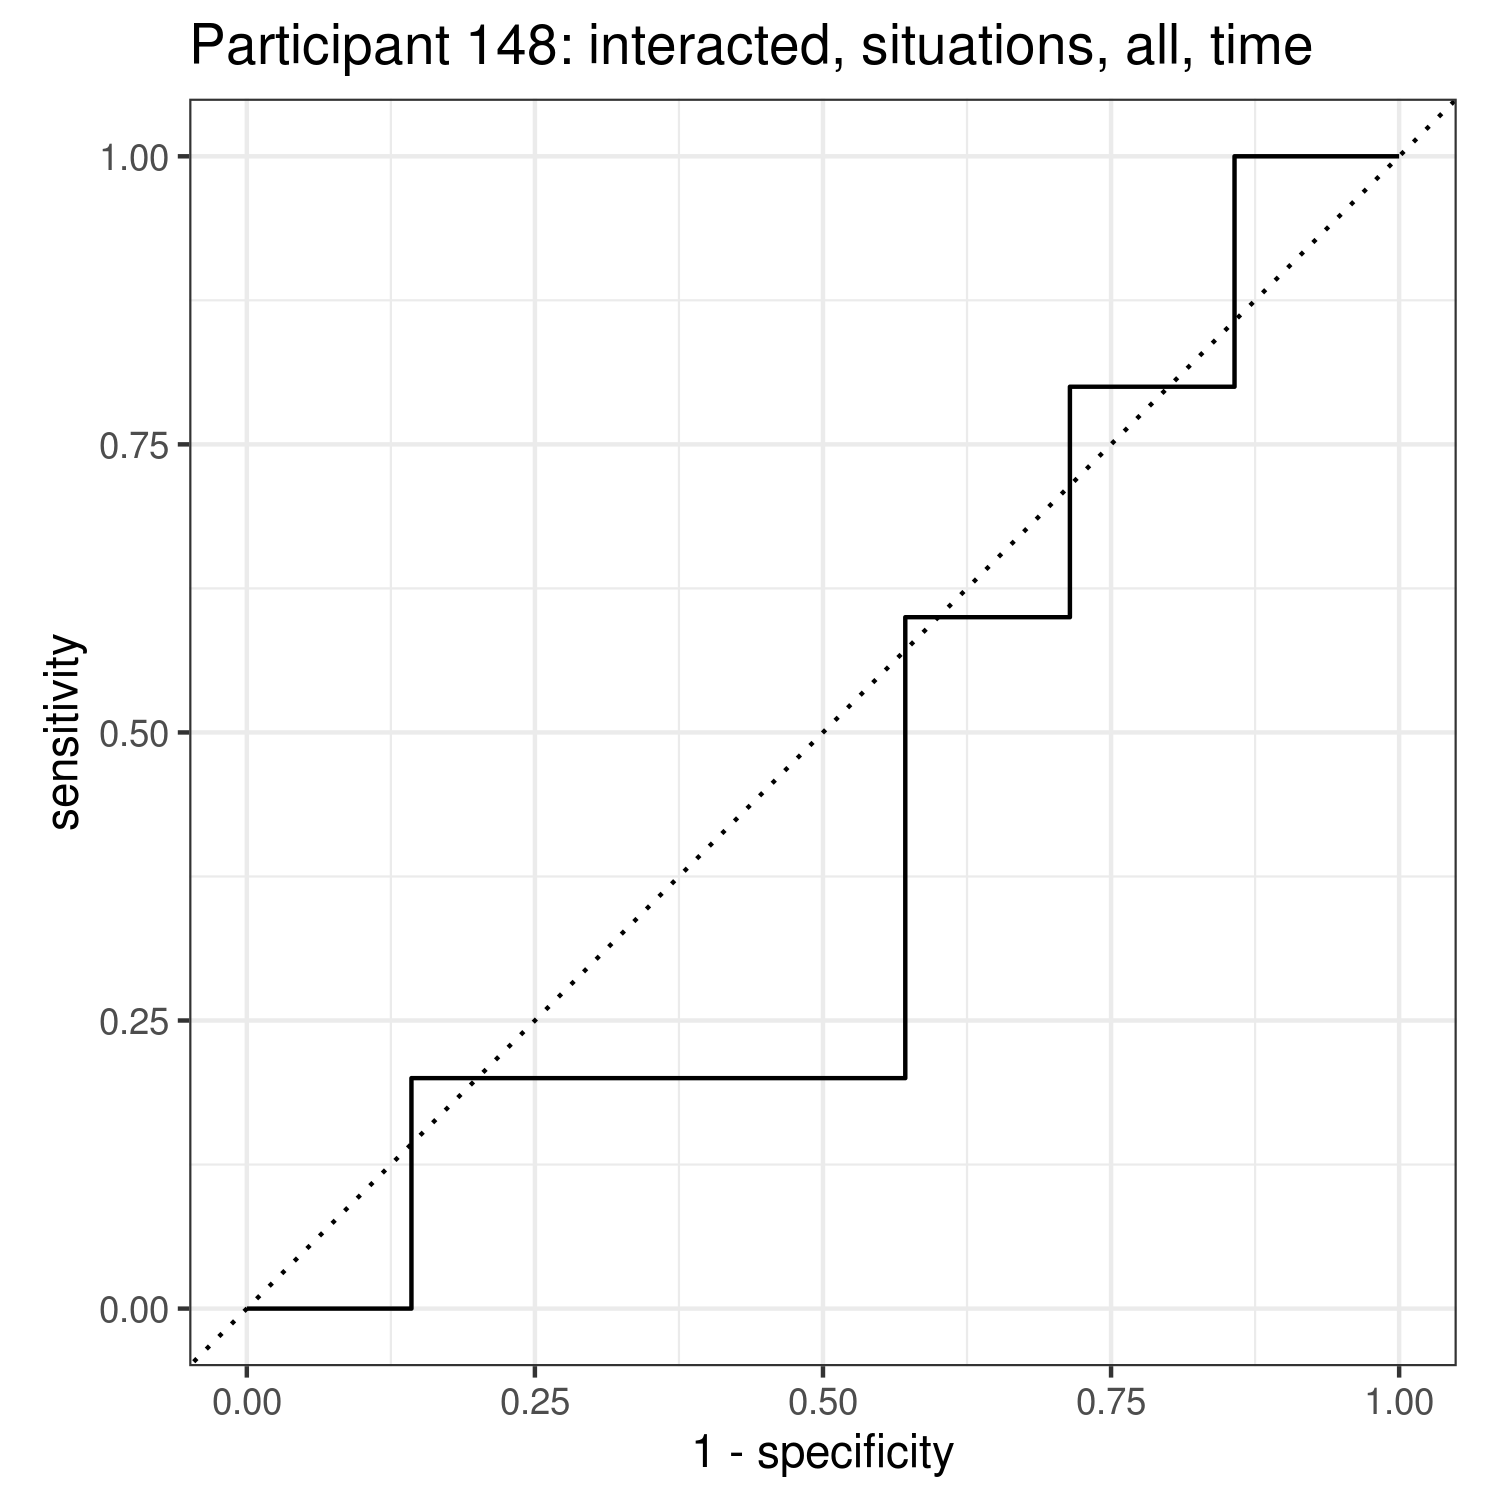 Participant 148: interacted, situations, all, time
1.00
0.75
0.50
0.25
0.00
sensitivity
0.00 0.25 0.50 0.75 1.00
1 - specificity